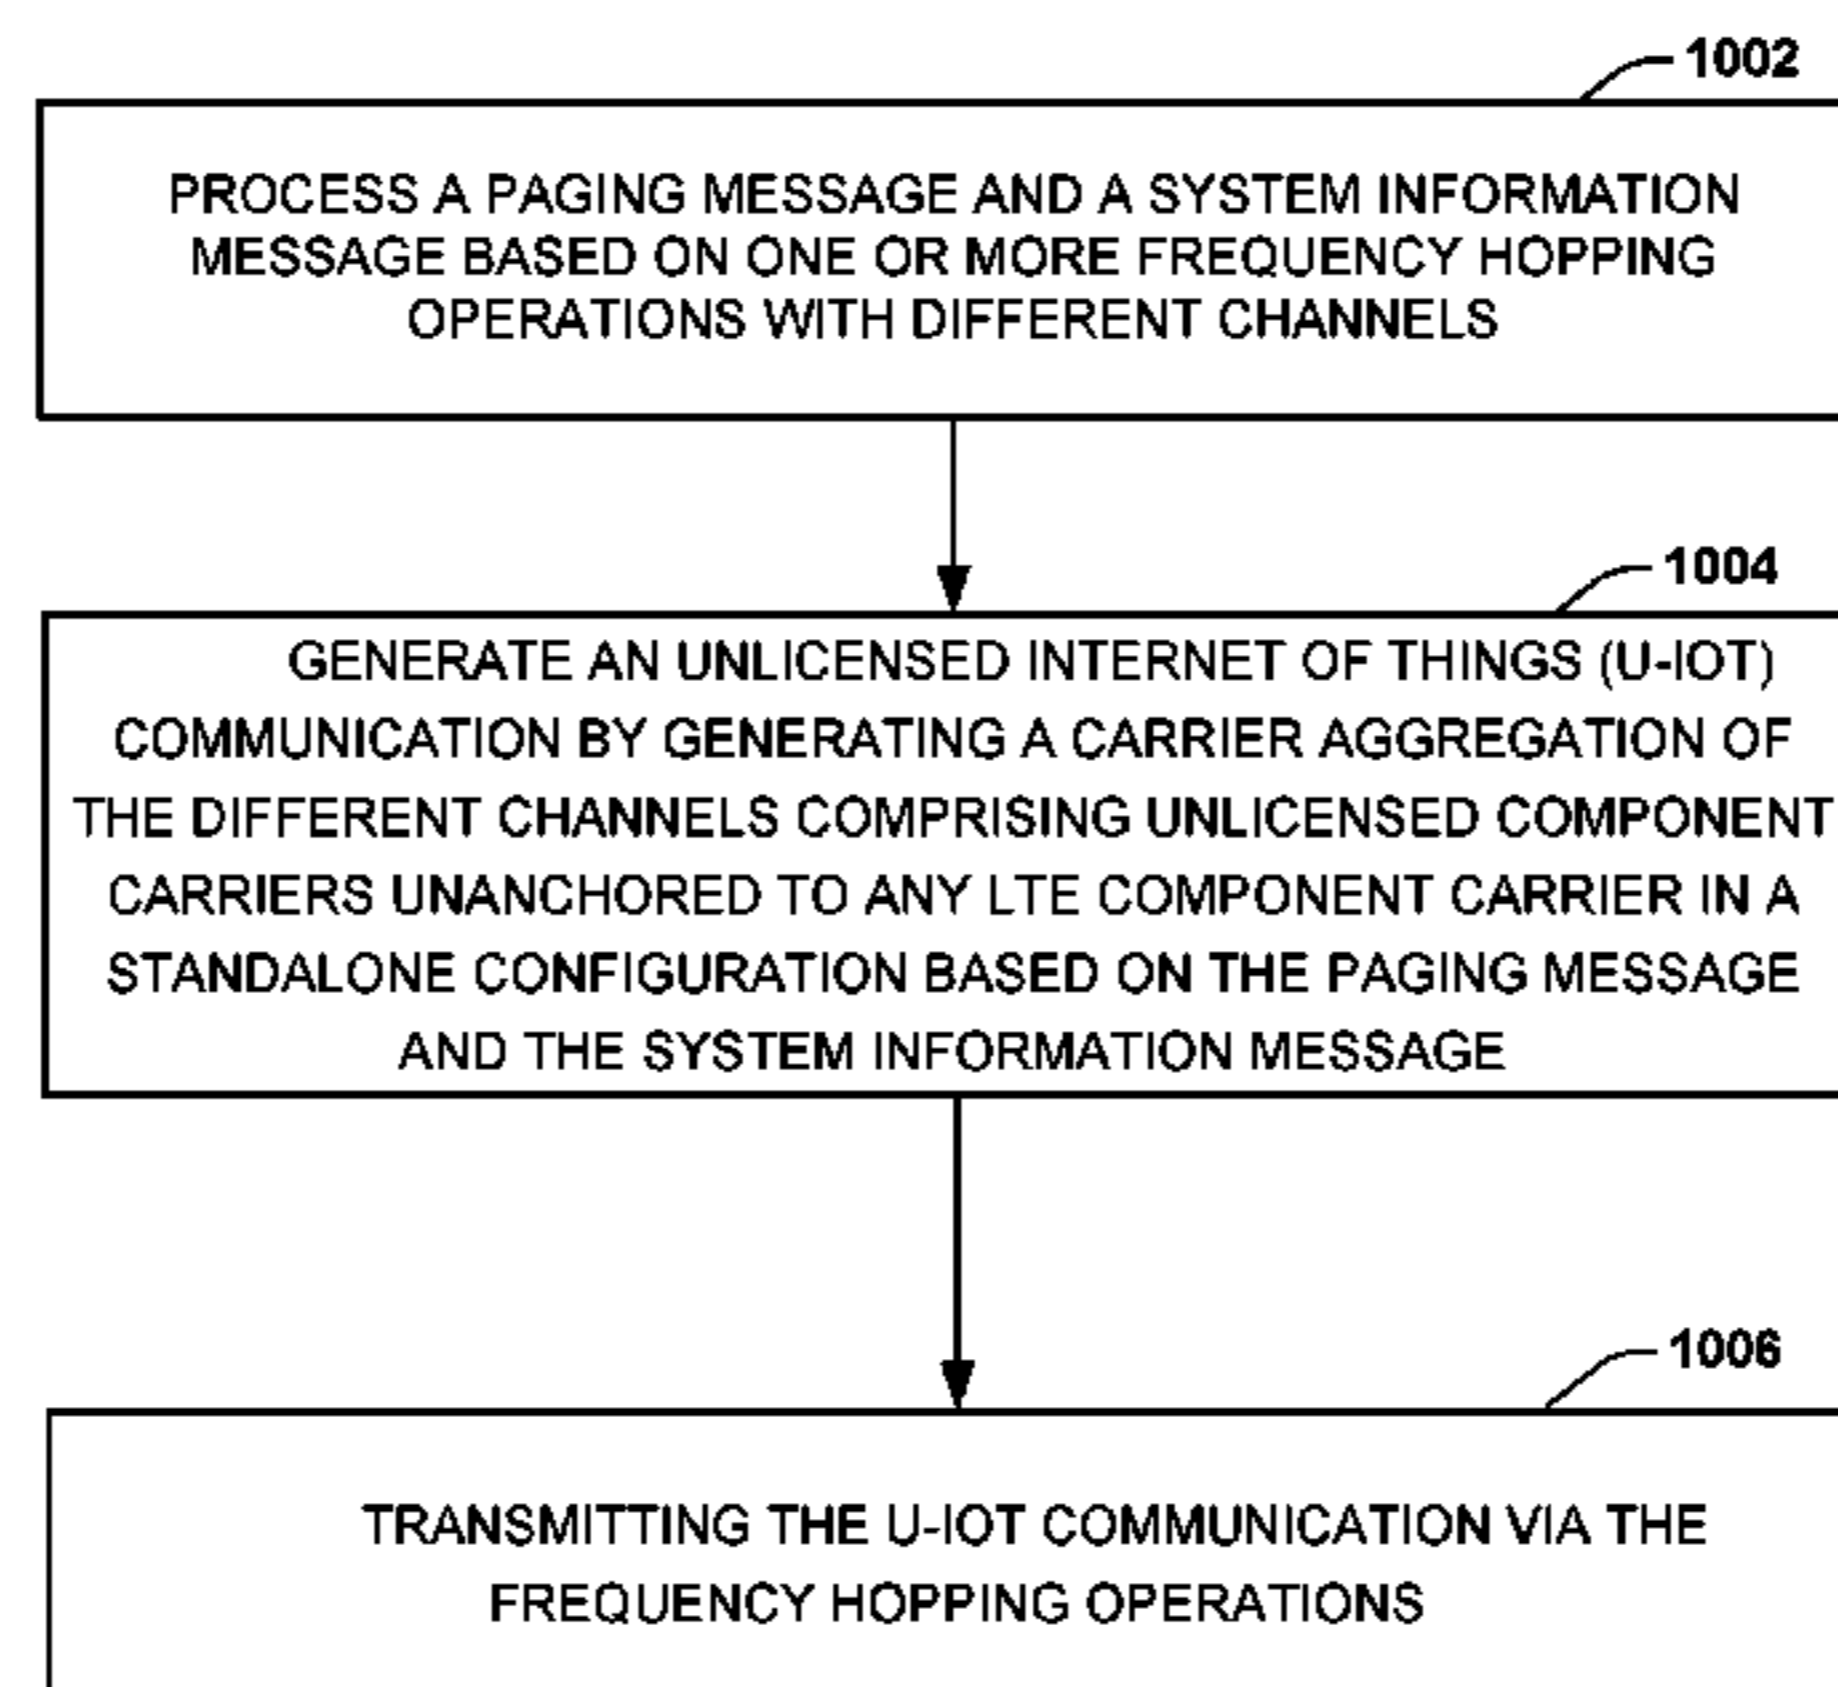 1002
PROCESS A PAGING MESSAGE AND A SYSTEM INFORMATION
MESSAGE BASED ON ONE OR MORE FREQUENCY HOPPING
OPERATIONS WITH DIFFERENT CHANNELS
1004
GENERATE AN UNLICENSED INTERNET OF THINGS (U-IOT)
COMMUNICATION BY GENERATING A CARRIER AGGREGATION OF
THE DIFFERENT CHANNELS COMPRISING UNLICENSED COMPONENT
CARRIERS UNANCHORED TO ANY LTE COMPONENT CARRIER IN A
STANDALONE CONFIGURATION BASED ON THE PAGING MESSAGE
AND THE SYSTEM INFORMATION MESSAGE
1006
TRANSMITTING THE U-IOT COMMUNICATION VIA THE
FREQUENCY HOPPING OPERATIONS